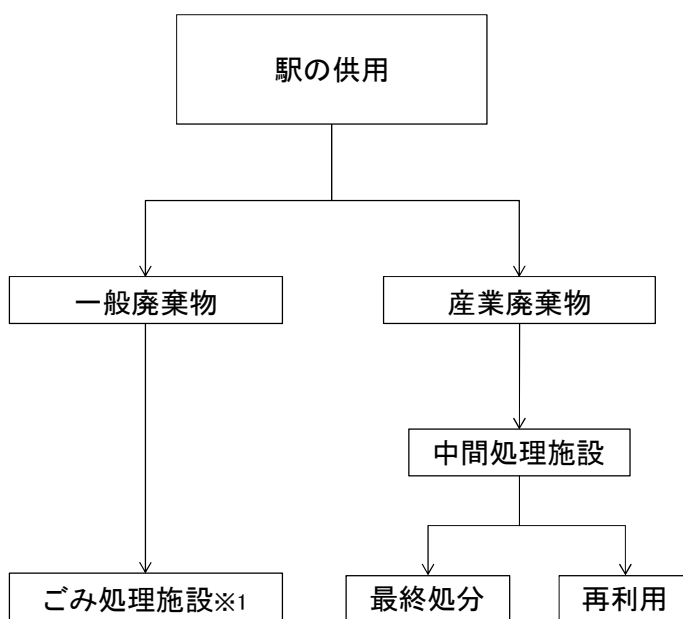 駅の供用
一般廃棄物
産業廃棄物
中間処理施設
ごみ処理施設※1
最終処分
再利用